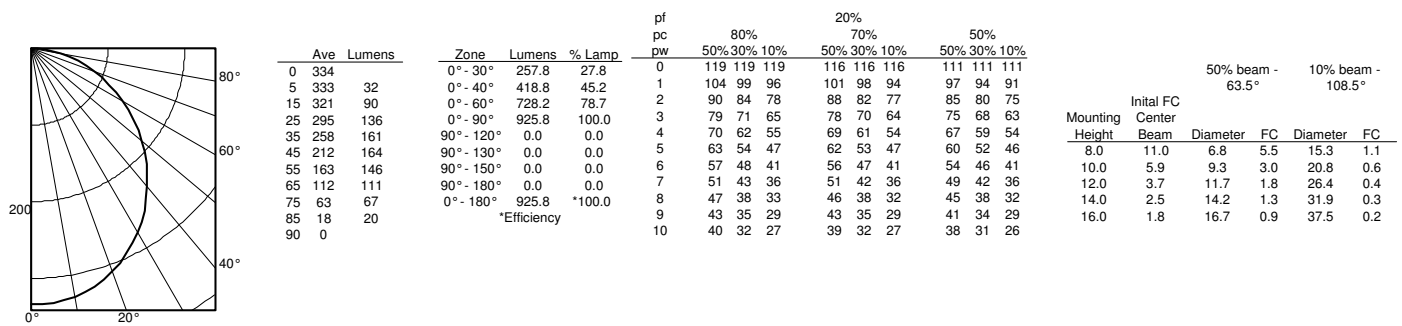 80°
60°
200
40°
0° 20°
Ave Lumens
0 334
5 333 32
15 321 90
25 295 136
35 258 161
45 212 164
55 163 146
65 112 111
75 63 67
85 18 20
90 0
Zone Lumens % Lamp
0° - 30° 257.8 27.8
0° - 40° 418.8 45.2
0° - 60° 728.2 78.7
0° - 90° 925.8 100.0
90° - 120° 0.0 0.0
90° - 130° 0.0 0.0
90° - 150° 0.0 0.0
90° - 180° 0.0 0.0
0° - 180° 925.8 *100.0
*Efficiency
pf 20%
pc 80% 70% 50%
pw 50% 30% 10% 50% 30% 10% 50% 30% 10%
0 119 119 119 116 116 116 111 111 111
1 104 99 96 101 98 94 97 94 91
2 90 84 78 88 82 77 85 80 75
3 79 71 65 78 70 64 75 68 63
4 70 62 55 69 61 54 67 59 54
5 63 54 47 62 53 47 60 52 46
6 57 48 41 56 47 41 54 46 41
7 51 43 36 51 42 36 49 42 36
8 47 38 33 46 38 32 45 38 32
9 43 35 29 43 35 29 41 34 29
10 40 32 27 39 32 27 38 31 26
50% beam - 10% beam -
63.5° 108.5°
Inital FC
Mounting Center
Height Beam Diameter FC Diameter FC
8.0 11.0 6.8 5.5 15.3 1.1
10.0 5.9 9.3 3.0 20.8 0.6
12.0 3.7 11.7 1.8 26.4 0.4
14.0 2.5 14.2 1.3 31.9 0.3
16.0 1.8 16.7 0.9 37.5 0.2